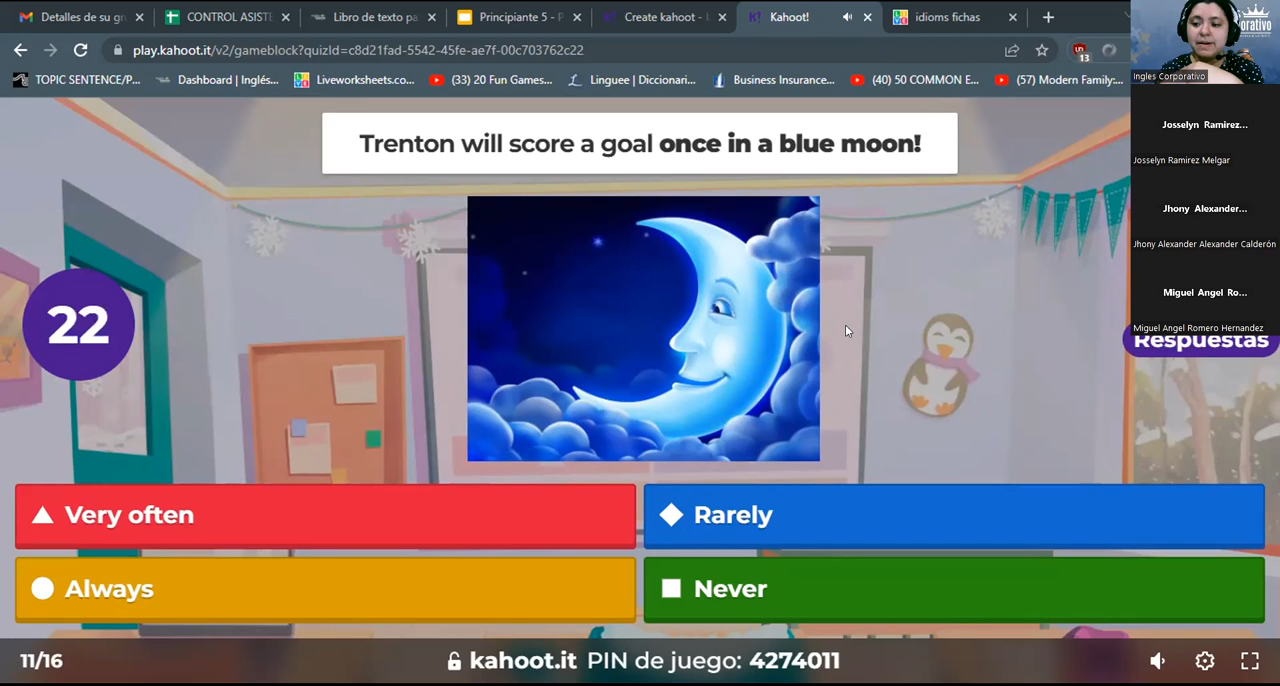 Detalles de su gr
CONTROL ASIST
Libro de texto pa
Principiante 5 - P
Create kahoot -
Kahoot!
idioms fichas
play.kahoot.it/v2/gameblock?quizId=c8d21fad-5542-45fe-ae7f-00c703762c22
13
TOPIC SENTENCE/P...
Dashboard | Inglés...
Liveworksheets.co...
(33) 20 Fun Games...
Linguee | Diccionari...
Business Insurance...
(40) 50 COMMON E...
(57) Modern Family:...
orativo
Ingles Corporativo
Josselyn Ramirez...
Josselyn Ramirez Melgar
Jhony Alexander...
Jhony Alexander Alexander Calderón
Miguel Angel Ro...
Miguel Angel Romero Hernandez
Trenton will score a goal once in a blue moon!
22
Respuestas
Very often
Rarely
Always
Never
11/16
kahoot.it PIN de juego: 4274011